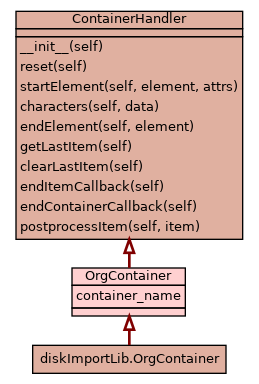 ContainerHandler
__init__(self)
reset(self)
startElement(self, element, attrs)
characters(self, data)
endElement(self, element)
getLastItem(self)
clearLastItem(self)
endItemCallback(self)
endContainerCallback(self)
postprocessItem(self, item)
OrgContainer
container_name
diskImportLib.OrgContainer